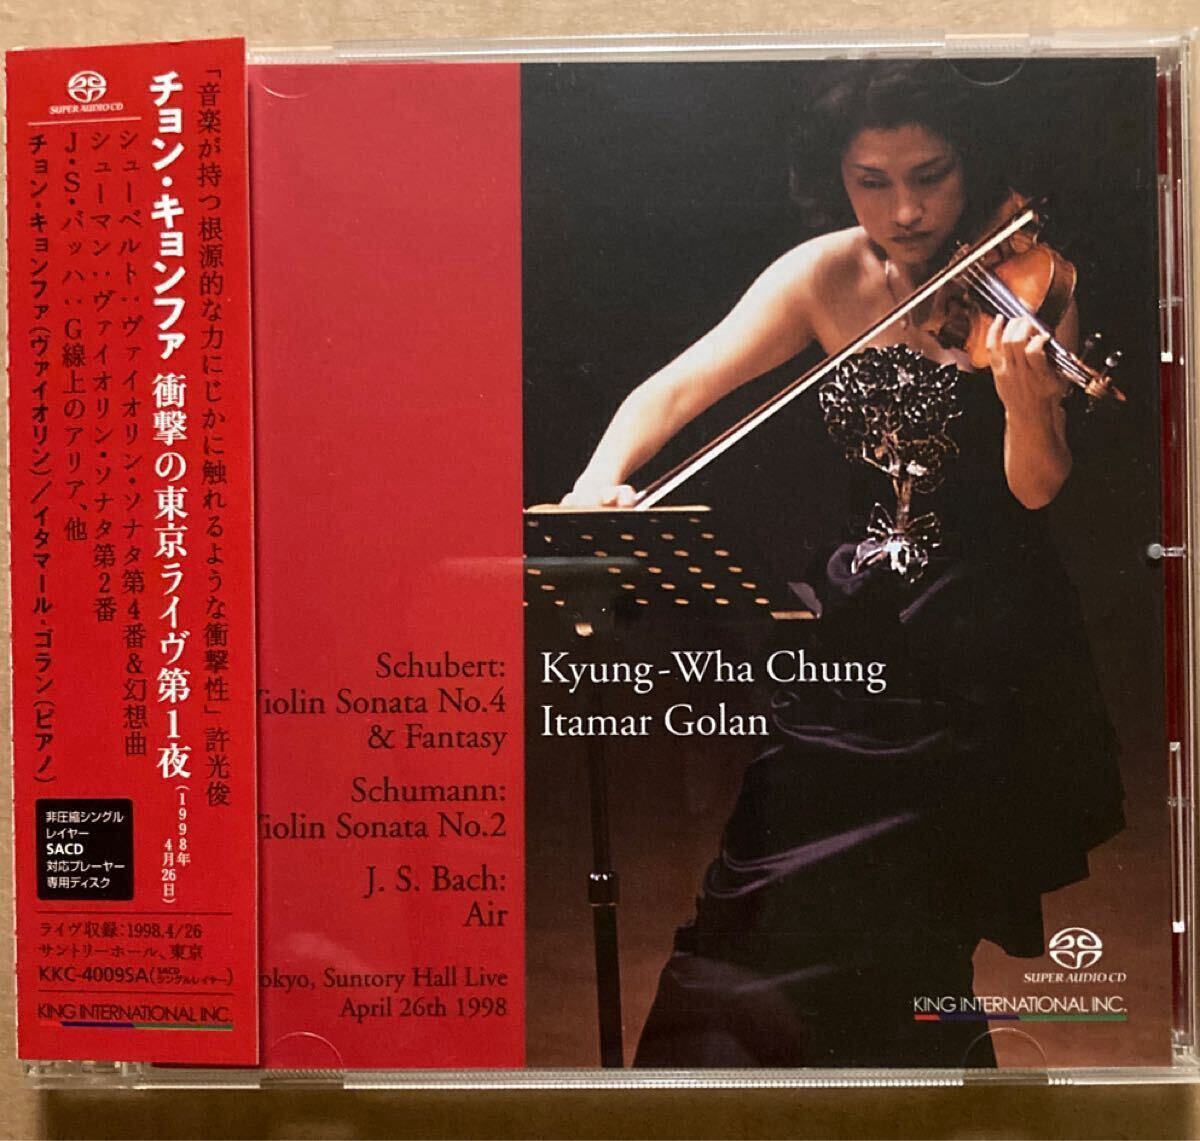 「音楽が持つ根源的な力にじかに触れるような衝撃性」許光俊
チョン・キョンファ 衝撃の東京ライヴ第1夜(1998年4月26日)
SUPER AUDIO CD
シューベルト:ヴァイオリン・ソナタ第4番&幻想曲
シューマン:ヴァイオリン・ソナタ第2番
J・S・バッハ:G線上のアリア、他
チョン・キョンファ(ヴァイオリン)/イタマール・ゴラン(ピアノ)
非圧縮シングル
レイヤー
SACD
対応プレーヤー
専用ディスク
ライヴ収録:1998.4/26
サントリーホール、東京
KKC-4009SA(SACDシングルレイヤー)
KING INTERNATIONAL INC.
Schubert:
iolin Sonata No.4
& Fantasy
Schumann:
iolin Sonata No.2
J. S. Bach:
Air
okyo, Suntory Hall Live
April 26th 1998
Kyung-Wha Chung
Itamar Golan
SUPER AUDIO CD
KING INTERNATIONAL INC.